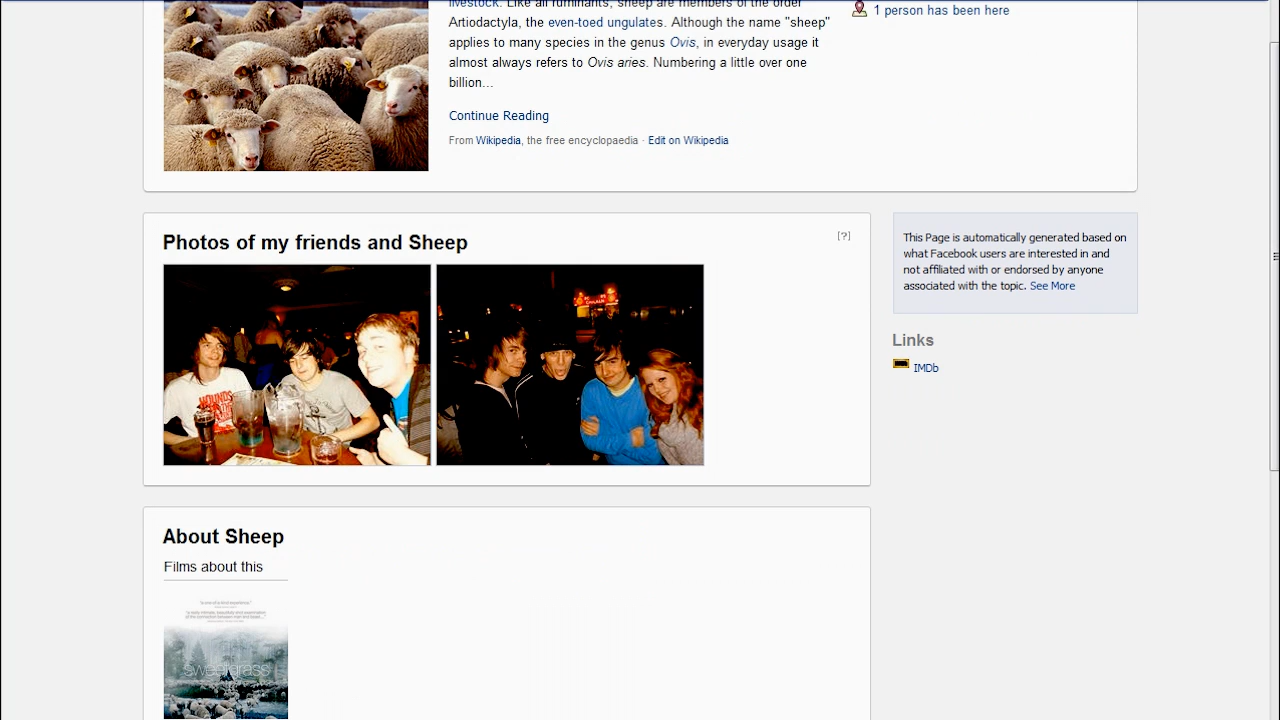 livestock. Like all ruminants, sheep are members of the order
Artiodactyla, the even-toed ungulates. Although the name "sheep"
applies to many species in the genus Ovis, in everyday usage it
almost always refers to Ovis aries. Numbering a little over one
billion...
Continue Reading
From Wikipedia, the free encyclopaedia · Edit on Wikipedia
1 person has been here
Photos of my friends and Sheep
[?]
This Page is automatically generated based on
what Facebook users are interested in and
not affiliated with or endorsed by anyone
associated with the topic. See More
Links
IMDb
About Sheep
Films about this
sweetgrass